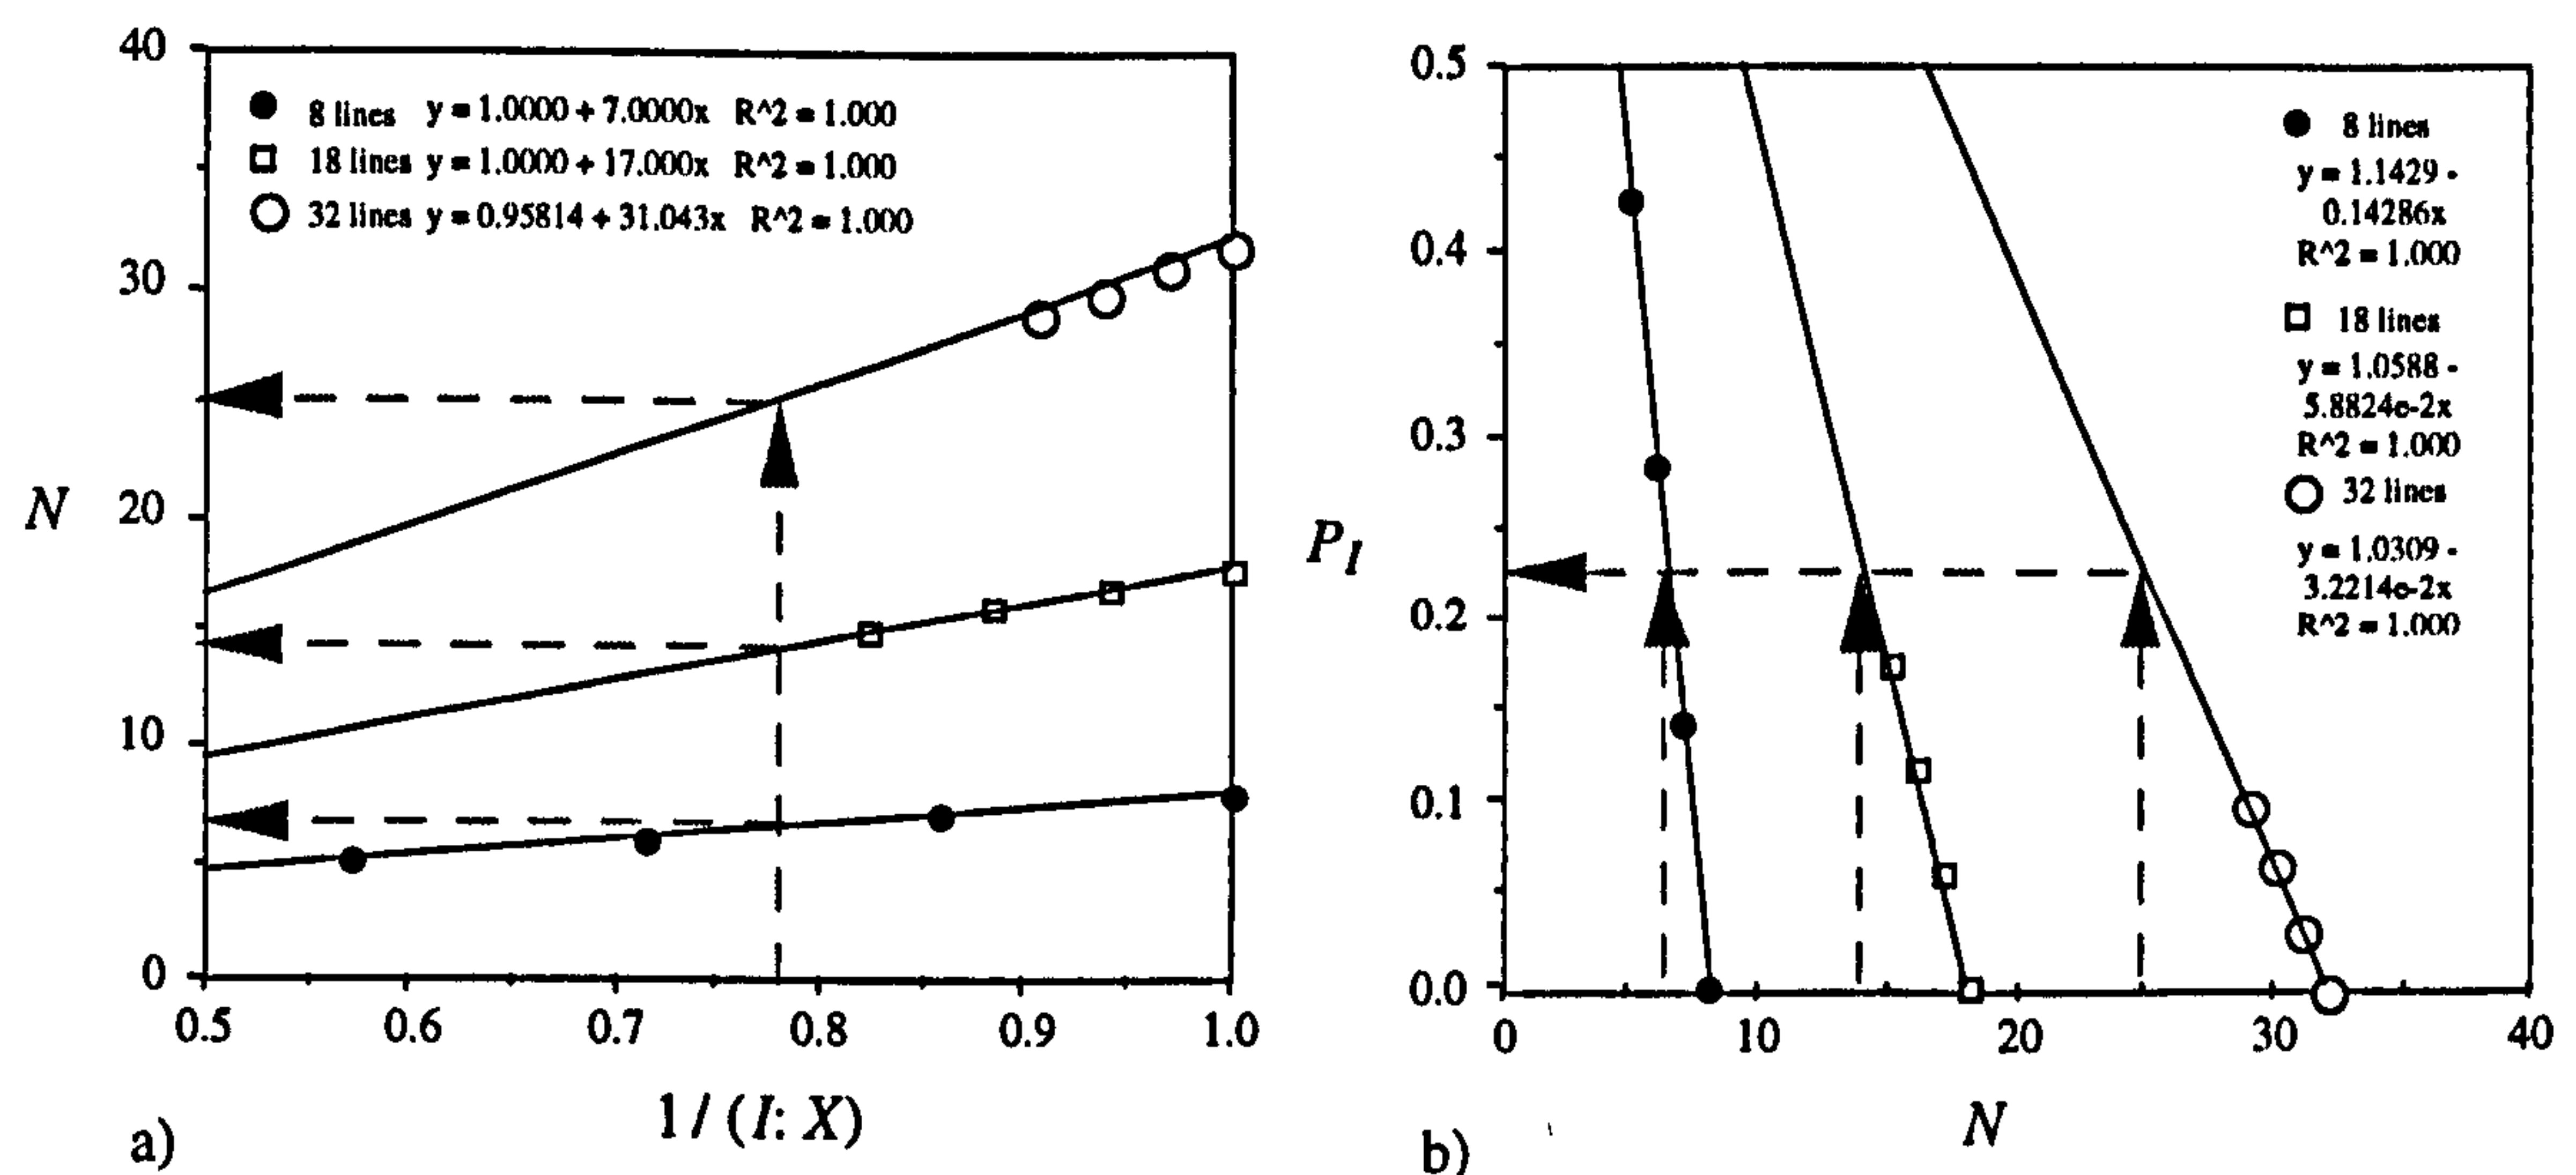 40
30
N
20
10
0
● 8 lines y = 1.0000 + 7.0000x R^2 = 1.000
□ 18 lines y = 1.0000 + 17.000x R^2 = 1.000
○ 32 lines y = 0.95814 + 31.043x R^2 = 1.000
0.5 0.6 0.7 0.8 0.9 1.0
1 / (I: X)
a)
0.5
0.4
0.3
P_I
0.2
0.1
0.0
● 8 lines
y = 1.1429 -
0.14286x
R^2 = 1.000
□ 18 lines
y = 1.0588 -
5.8824e-2x
R^2 = 1.000
○ 32 lines
y = 1.0309 -
3.2214e-2x
R^2 = 1.000
0 10 20 30 40
N
b)